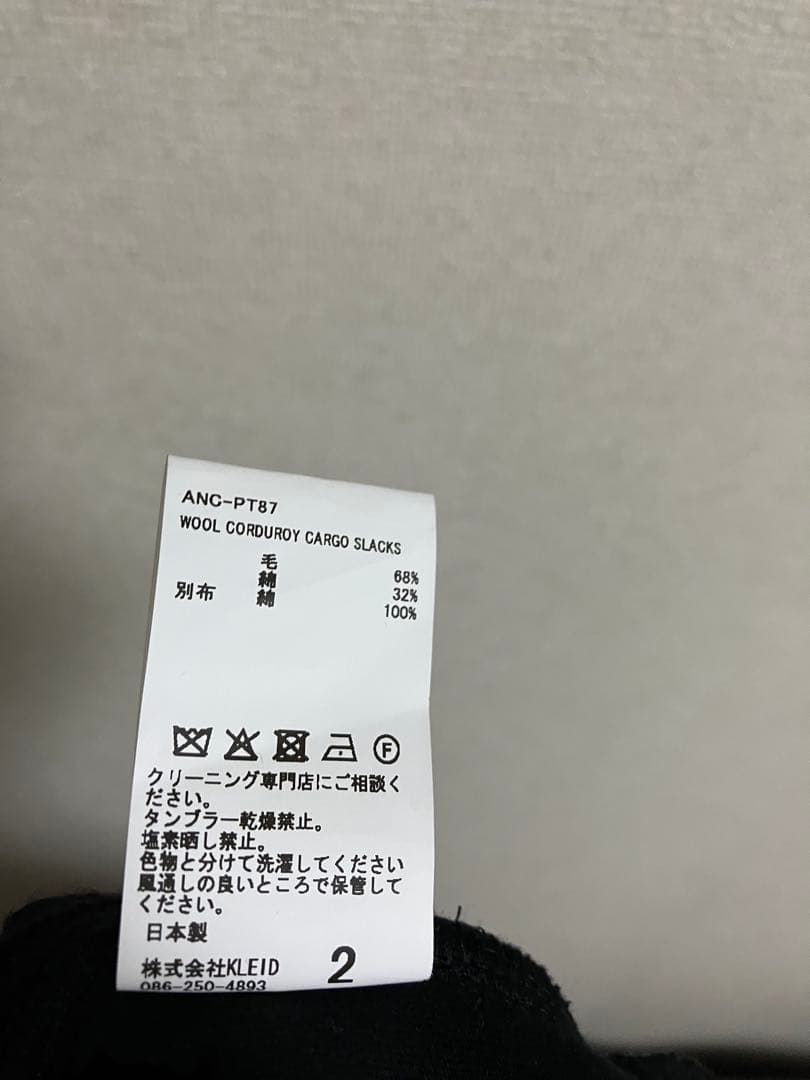 ANC-PT87
WOOL CORDUROY CARGO SLACKS
毛 68%
綿 32%
別布 綿 100%
F
クリーニング専門店にご相談く
ださい。
タンブラー乾燥禁止。
塩素晒し禁止。
色物と分けて洗濯してください
風通しの良いところで保管して
ください。
日本製
株式会社KLEID 2
086-250-4893